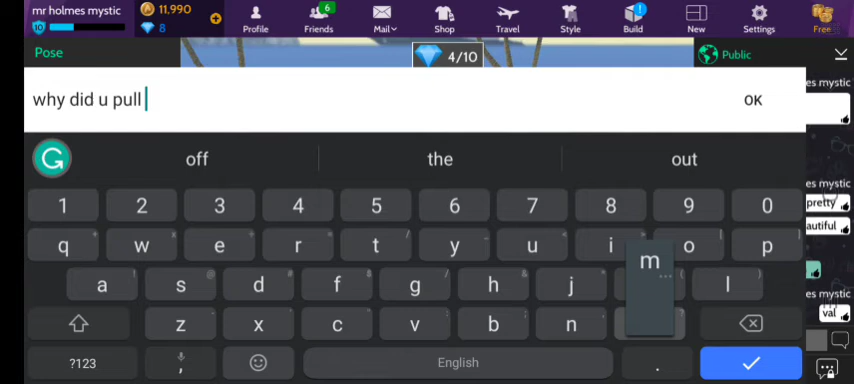 mr holmes mystic
10
11,990
8
Profile
6
Friends
Mail
Shop
Travel
Style
!
Build
New
Settings
Free
Pose
4/10
Public
why did u pull
OK
es mystic
G
off
the
out
1 2 3 4 5 6 7 8 9 0
es mystic
pretty
q w e r t y u i o p
autiful
m
a s d f g h j l
es mystic
val
z x c v b n
?123
,
English
.